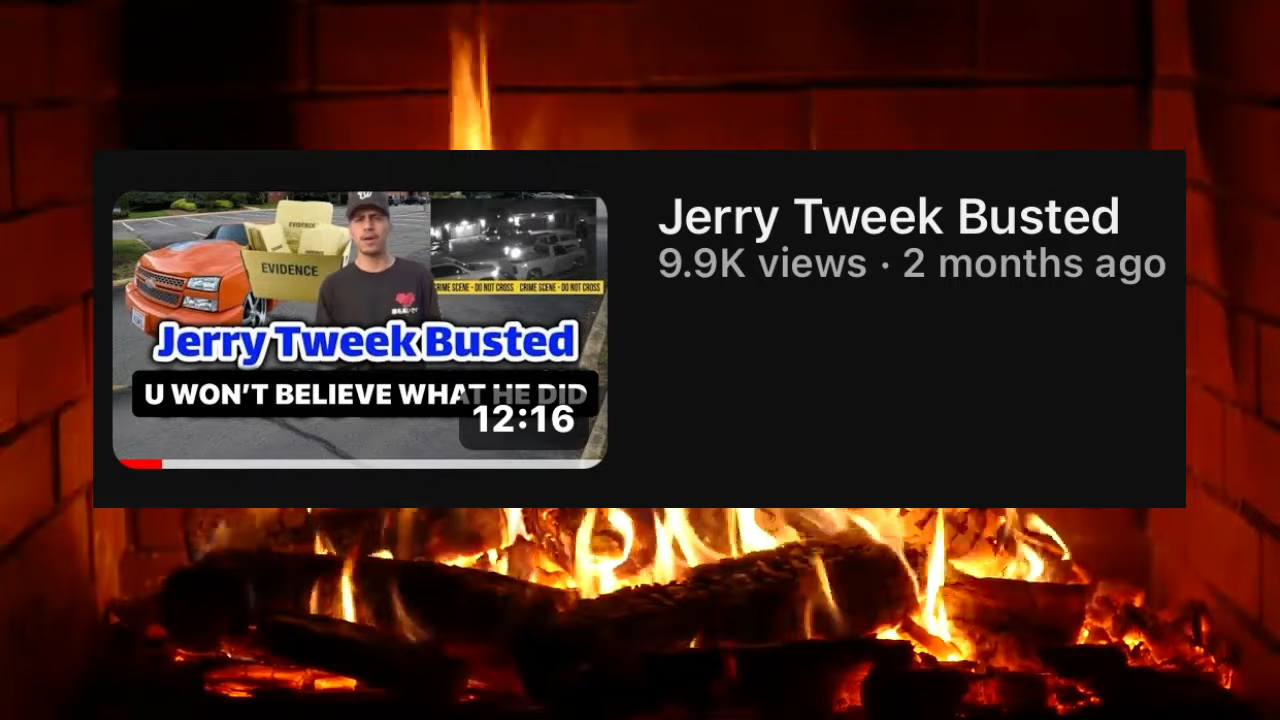 EVIDENCE
EVIDENCE
CRIME SCENE - DO NOT CROSS CRIME SCENE - DO NOT CROSS
Jerry Tweek Busted
U WON'T BELIEVE WHAT HE DID
12:16
Jerry Tweek Busted
9.9K views · 2 months ago